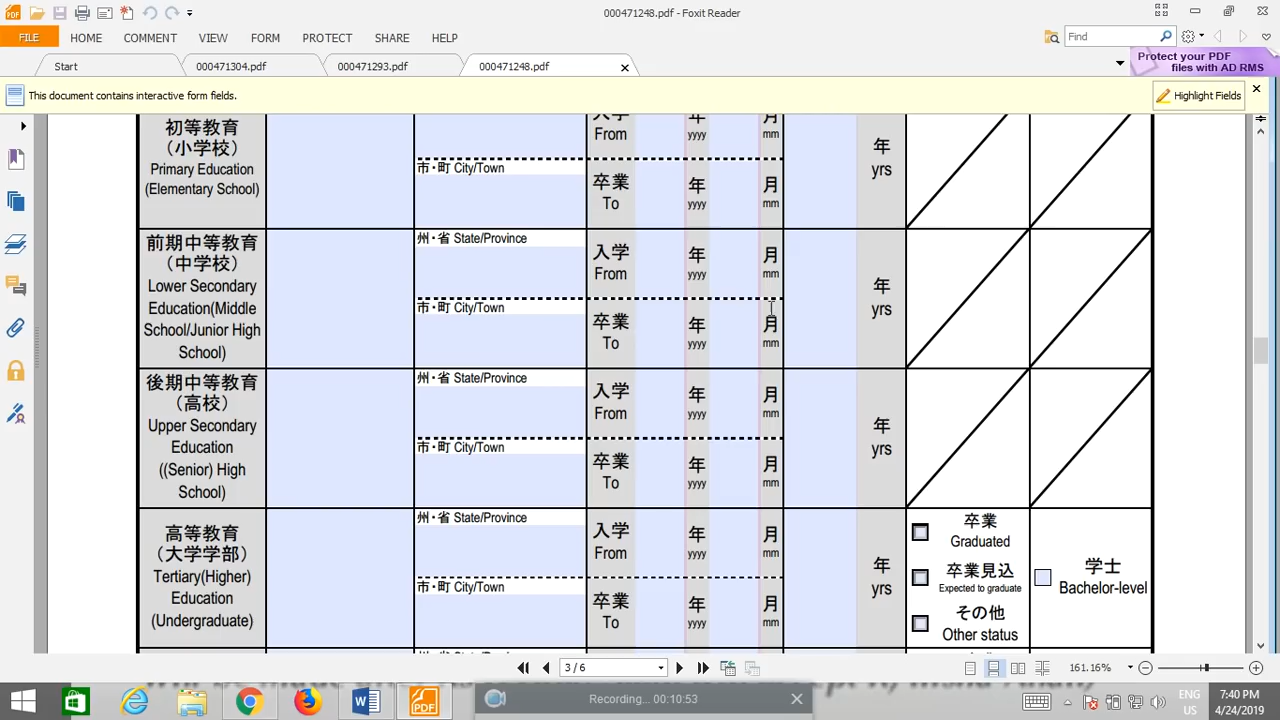 000471248.pdf - Foxit Reader
FILE HOME COMMENT VIEW FORM PROTECT SHARE HELP
Find
Start 000471304.pdf 000471293.pdf 000471248.pdf
Protect your PDF
files with AD RMS
This document contains interactive form fields.
Highlight Fields
初等教育
（小学校）
Primary Education
(Elementary School)
市・町 City/Town
入学
From
年
yyyy
月
mm
卒業
To
年
yyyy
月
mm
年
yrs
前期中等教育
（中学校）
Lower Secondary
Education(Middle
School/Junior High
School)
州・省 State/Province
市・町 City/Town
入学
From
年
yyyy
月
mm
卒業
To
年
yyyy
月
mm
年
yrs
後期中等教育
（高校）
Upper Secondary
Education
((Senior) High
School)
州・省 State/Province
市・町 City/Town
入学
From
年
yyyy
月
mm
卒業
To
年
yyyy
月
mm
年
yrs
高等教育
（大学学部）
Tertiary(Higher)
Education
(Undergraduate)
州・省 State/Province
市・町 City/Town
入学
From
年
yyyy
月
mm
卒業
To
年
yyyy
月
mm
年
yrs
卒業
Graduated
卒業見込
Expected to graduate
その他
Other status
学士
Bachelor-level
3 / 6
161.16%
Recording... 00:10:53
ENG
US
7:40 PM
4/24/2019